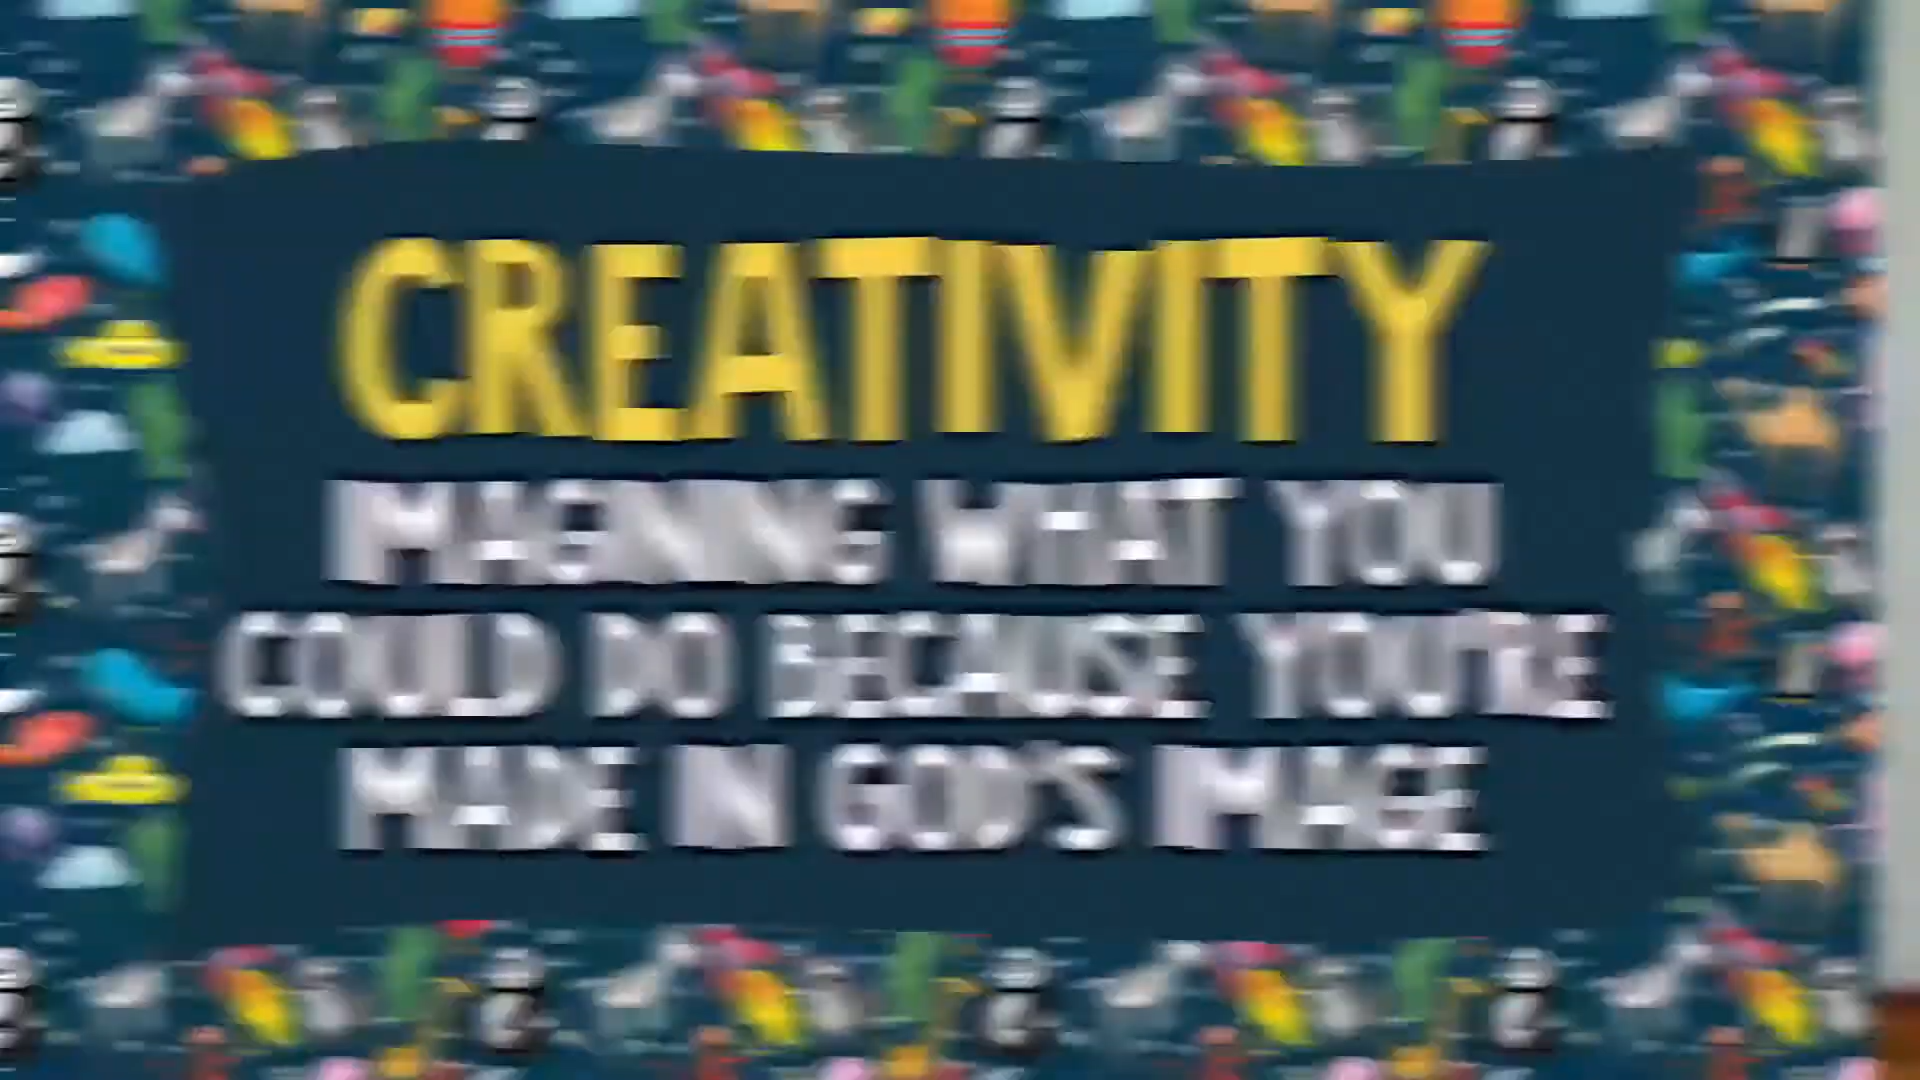 CREATIVITY
IMAGINING WHAT YOU
COULD DO BECAUSE YOU'RE
MADE IN GOD'S IMAGE